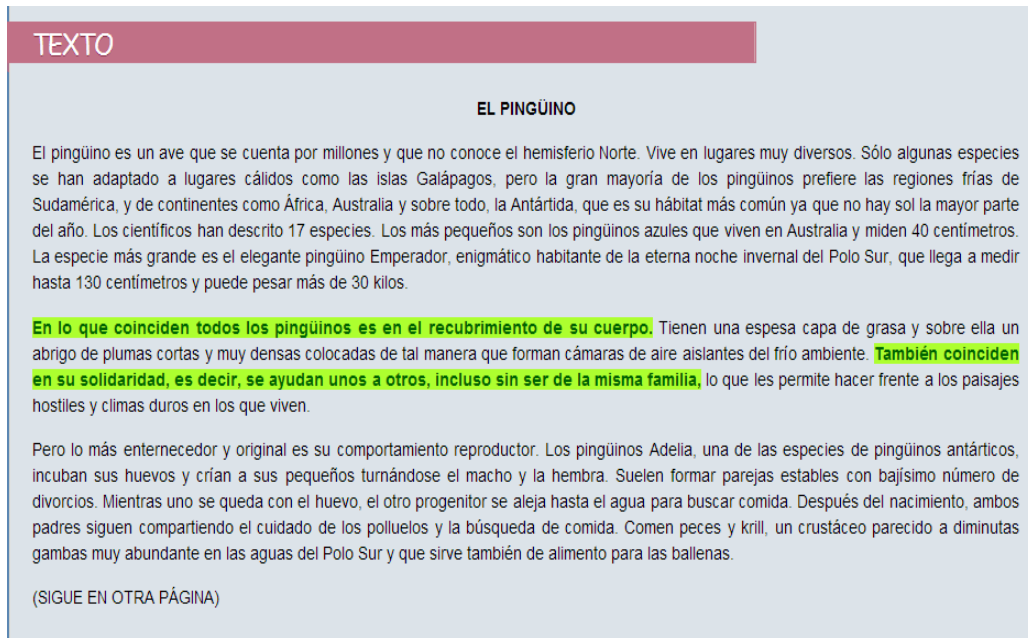 TEXTO
EL PINGÜINO
El pingüino es un ave que se cuenta por millones y que no conoce el hemisferio Norte. Vive en lugares muy diversos. Sólo algunas especies
se han adaptado a lugares cálidos como las islas Galápagos, pero la gran mayoría de los pingüinos prefiere las regiones frías de
Sudamérica, y de continentes como África, Australia y sobre todo, la Antártida, que es su hábitat más común ya que no hay sol la mayor parte
del año. Los científicos han descrito 17 especies. Los más pequeños son los pingüinos azules que viven en Australia y miden 40 centímetros.
La especie más grande es el elegante pingüino Emperador, enigmático habitante de la eterna noche invernal del Polo Sur, que llega a medir
hasta 130 centímetros y puede pesar más de 30 kilos.
En lo que coinciden todos los pingüinos es en el recubrimiento de su cuerpo. Tienen una espesa capa de grasa y sobre ella un
abrigo de plumas cortas y muy densas colocadas de tal manera que forman cámaras de aire aislantes del frío ambiente. También coinciden
en su solidaridad, es decir, se ayudan unos a otros, incluso sin ser de la misma familia, lo que les permite hacer frente a los paisajes
hostiles y climas duros en los que viven.
Pero lo más enternecedor y original es su comportamiento reproductor. Los pingüinos Adelia, una de las especies de pingüinos antárticos,
incuban sus huevos y crían a sus pequeños turnándose el macho y la hembra. Suelen formar parejas estables con bajísimo número de
divorcios. Mientras uno se queda con el huevo, el otro progenitor se aleja hasta el agua para buscar comida. Después del nacimiento, ambos
padres siguen compartiendo el cuidado de los polluelos y la búsqueda de comida. Comen peces y krill, un crustáceo parecido a diminutas
gambas muy abundante en las aguas del Polo Sur y que sirve también de alimento para las ballenas.
(SIGUE EN OTRA PÁGINA)